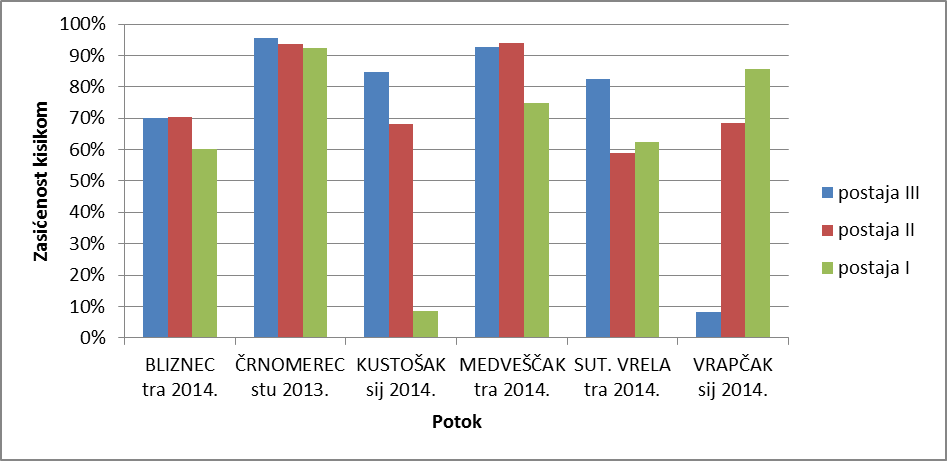 100%
90%
80%
70%
60%
50%
40%
30%
20%
10%
0%
Zasićenost kisikom
BLIZNEC
tra 2014.
ČRNOMEREC
stu 2013.
KUSTOŠAK
sij 2014.
MEDVEŠČAK
tra 2014.
SUT. VRELA
tra 2014.
VRAPČAK
sij 2014.
Potok
postaja III
postaja II
postaja I